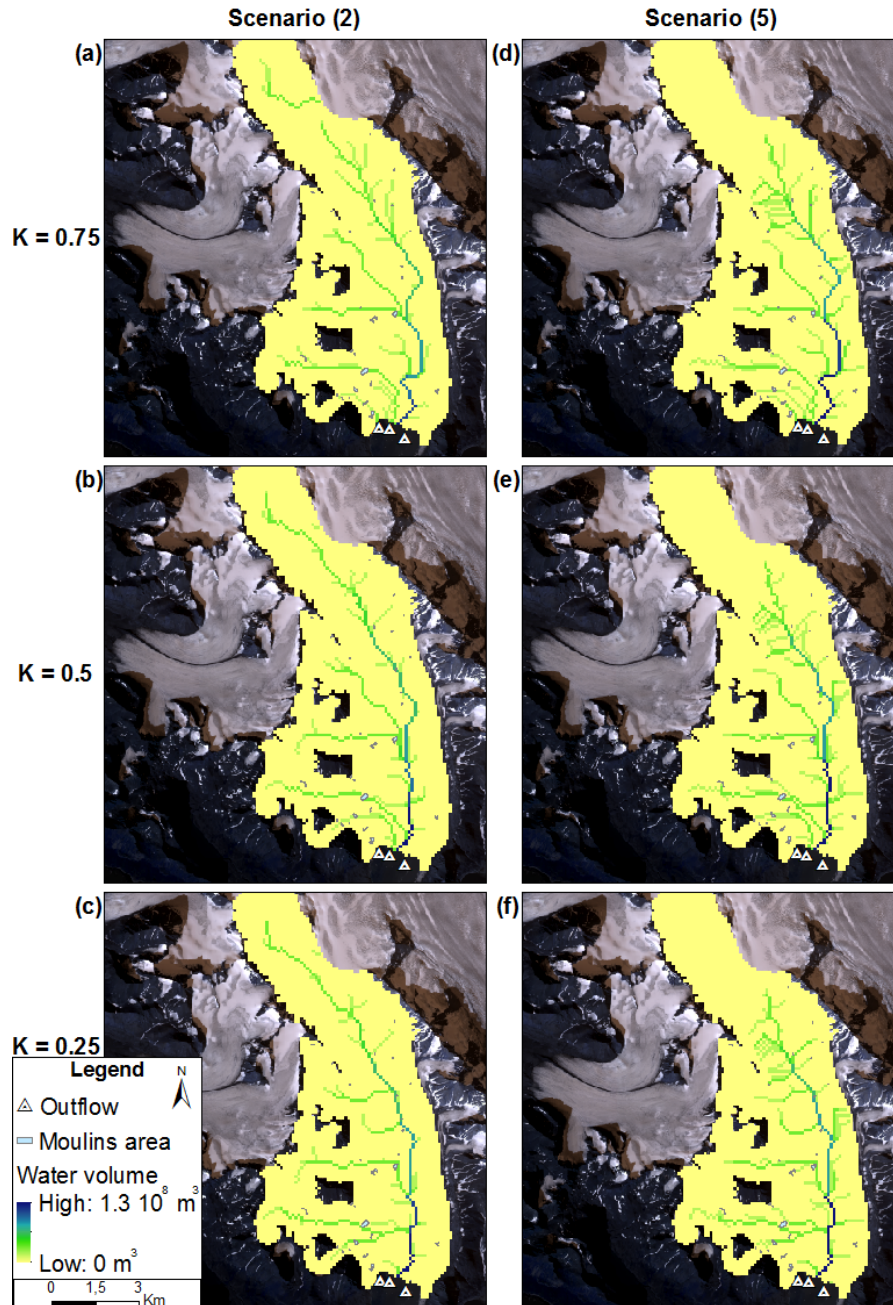 Scenario (2)
Scenario (5)
(a)
(d)
K = 0.75
(b)
(e)
K = 0.5
(c)
(f)
K = 0.25
Legend
N
Outflow
Moulins area
Water volume
High: 1.3 10⁸ m³
Low: 0 m³
0 1,5 3
Km